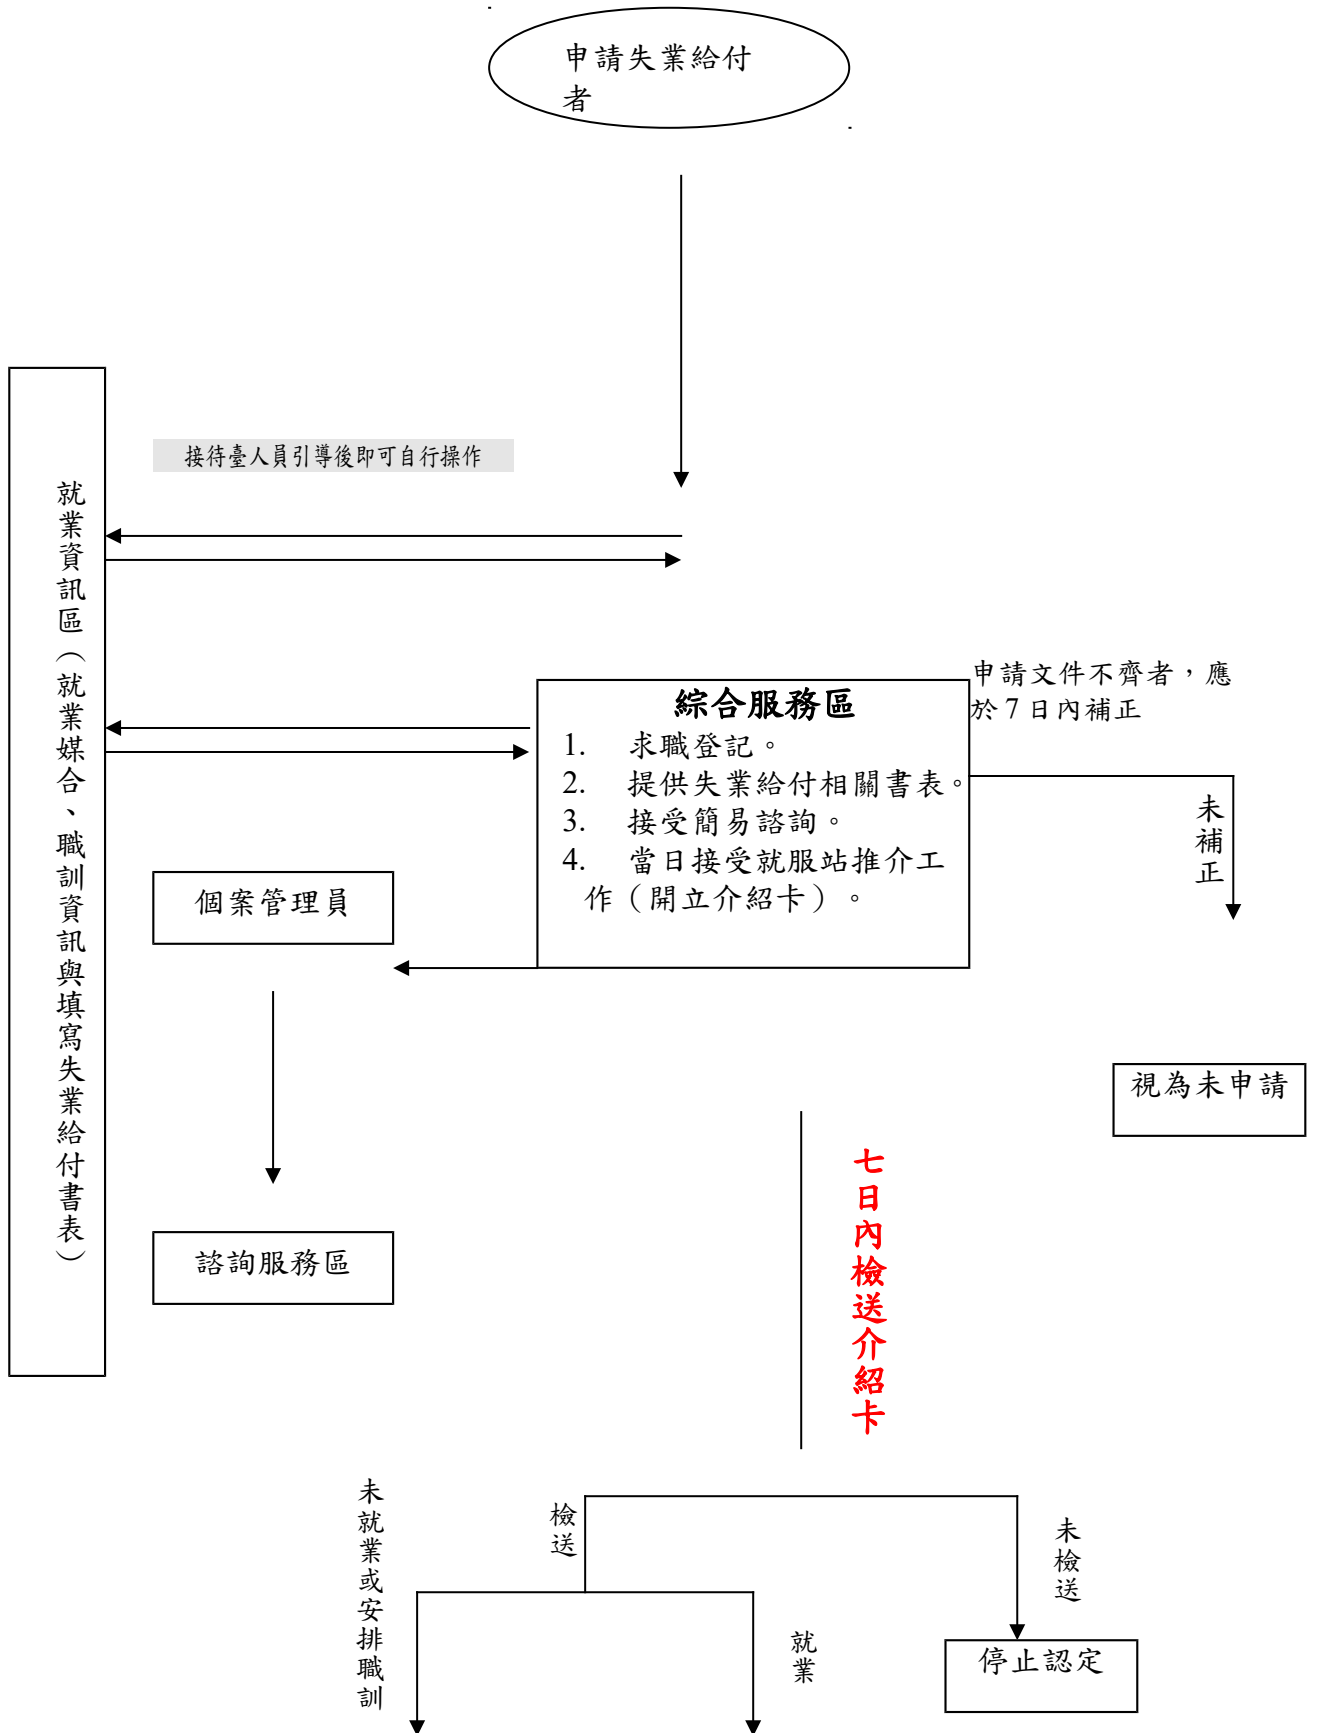 申請失業給付
者
接待臺人員引導後即可自行操作
就業資訊區（就業媒合、職訓資訊與填寫失業給付書表）
申請文件不齊者，應
於7日內補正
綜合服務區
1. 求職登記。
2. 提供失業給付相關書表。
3. 接受簡易諮詢。
4. 當日接受就服站推介工
作（開立介紹卡）。
未補正
個案管理員
視為未申請
七日內檢送介紹卡
諮詢服務區
未就業或安排職訓
檢送
未檢送
就業
停止認定